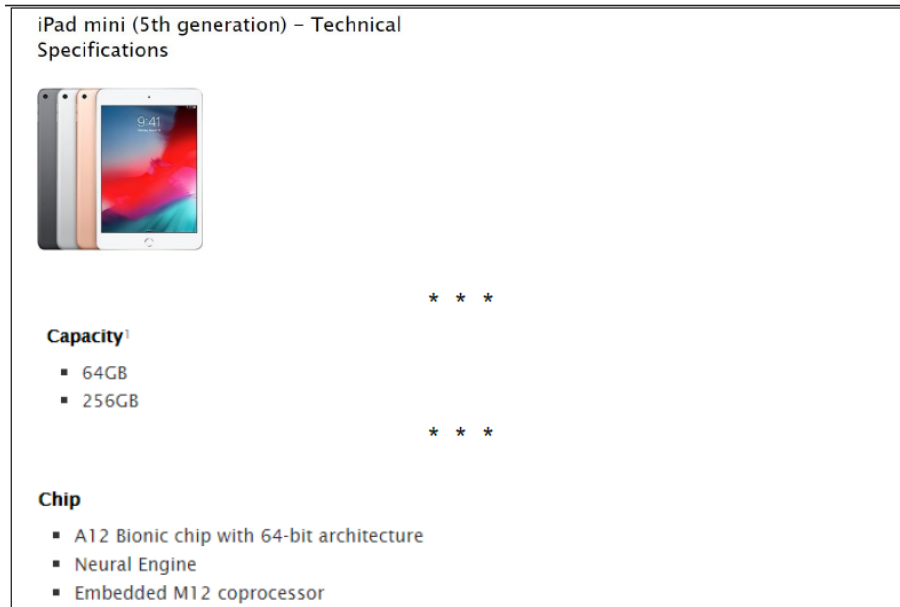 iPad mini (5th generation) – Technical
Specifications
9:41
* * *
Capacity1
▪ 64GB
▪ 256GB
* * *
Chip
▪ A12 Bionic chip with 64-bit architecture
▪ Neural Engine
▪ Embedded M12 coprocessor